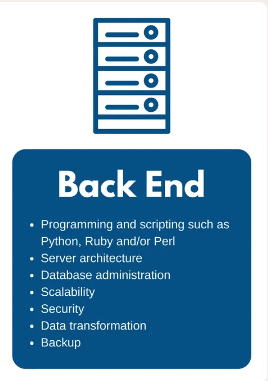 Back End
• Programming and scripting such as
Python, Ruby and/or Perl
• Server architecture
• Database administration
• Scalability
• Security
• Data transformation
• Backup